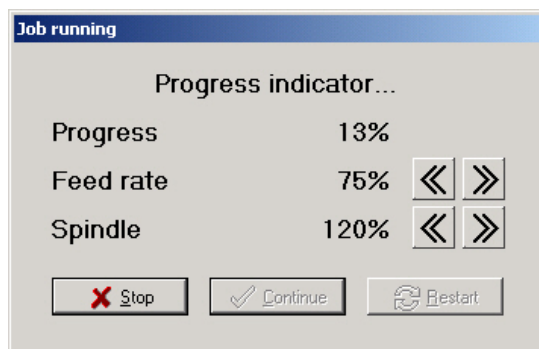 Job running
Progress indicator...
Progress 13%
Feed rate 75%
Spindle 120%
Stop Continue Restart